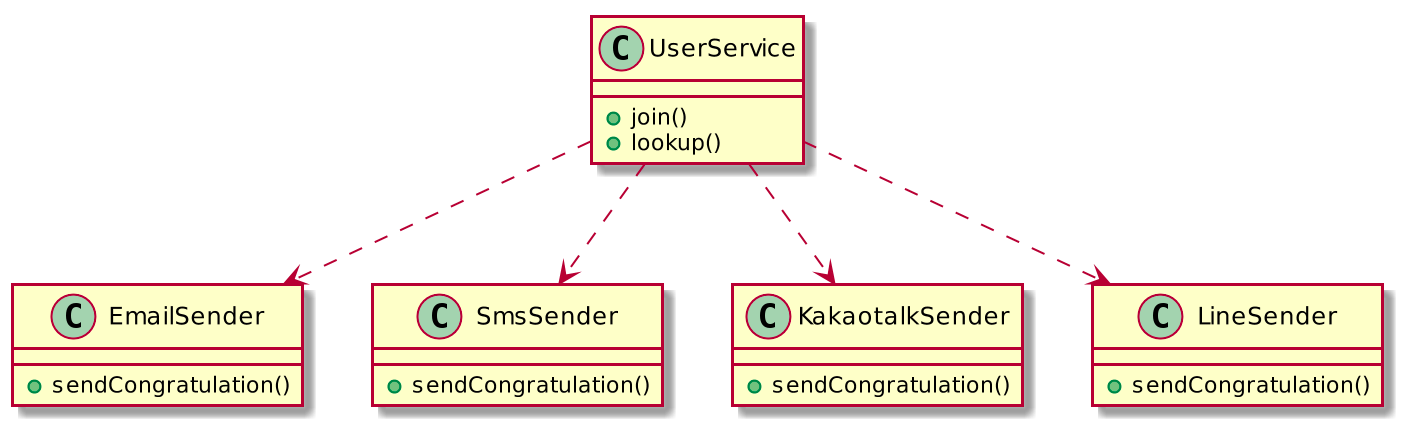 C UserService
join()
lookup()
C EmailSender
sendCongratulation()
C SmsSender
sendCongratulation()
C KakaotalkSender
sendCongratulation()
C LineSender
sendCongratulation()